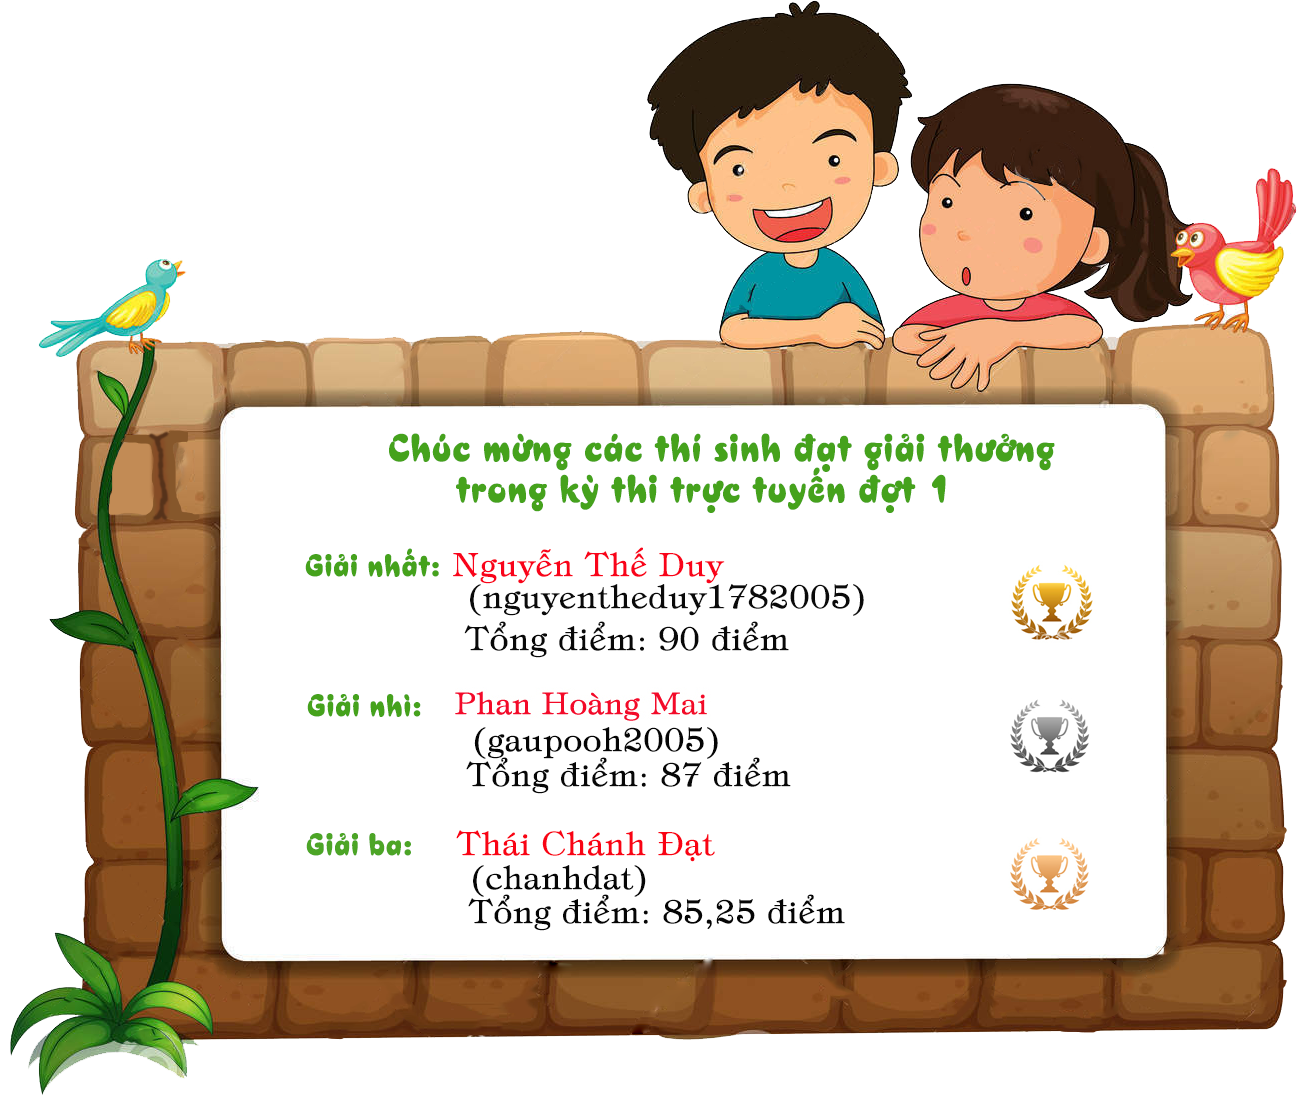 Chúc mừng các thí sinh đạt giải thưởng
trong kỳ thi trực tuyến đợt 1
Giải nhất: Nguyễn Thế Duy
(nguyentheduy1782005)
Tổng điểm: 90 điểm
Giải nhì: Phan Hoàng Mai
(gaupooh2005)
Tổng điểm: 87 điểm
Giải ba: Thái Chánh Đạt
(chanhdat)
Tổng điểm: 85,25 điểm